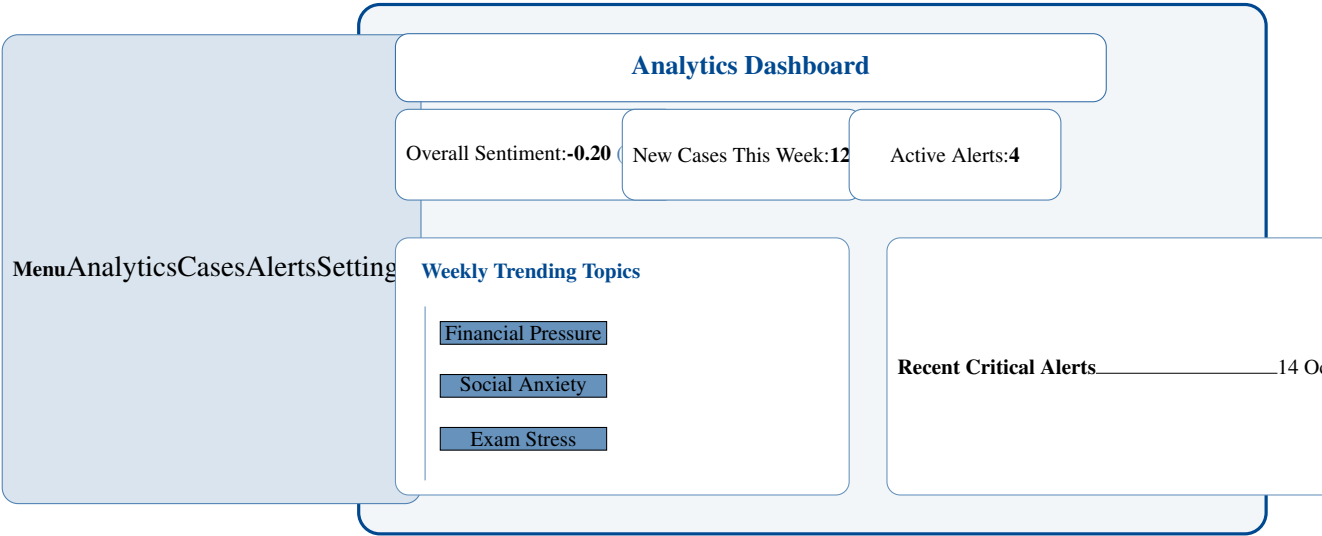 Analytics Dashboard
Overall Sentiment:-0.20 (
New Cases This Week:12
Active Alerts:4
MenuAnalyticsCasesAlertsSetting
Weekly Trending Topics
Financial Pressure
Social Anxiety
Exam Stress
Recent Critical Alerts
14 Oc